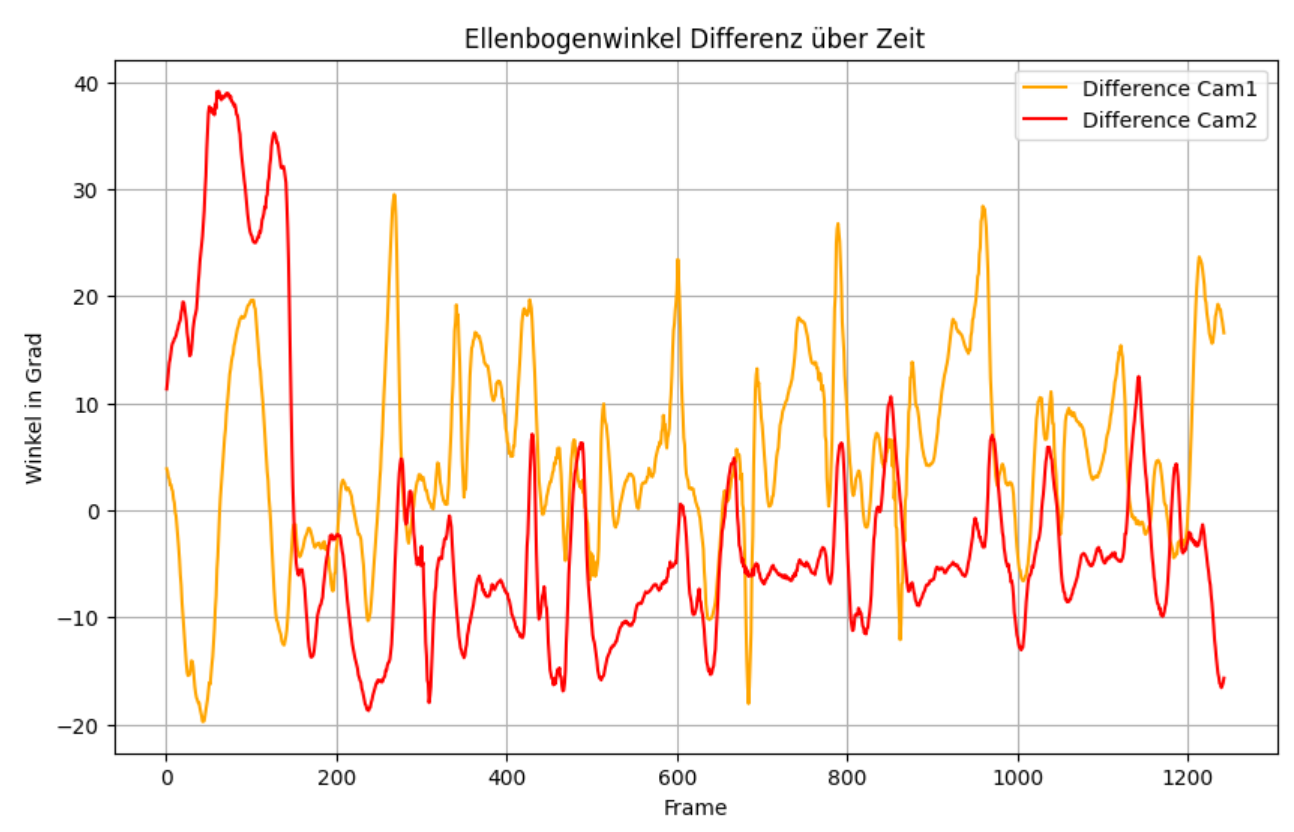 Ellenbogenwinkel Differenz über Zeit
Difference Cam1
Difference Cam2
Winkel in Grad
40
30
20
10
0
−10
−20
0 200 400 600 800 1000 1200
Frame